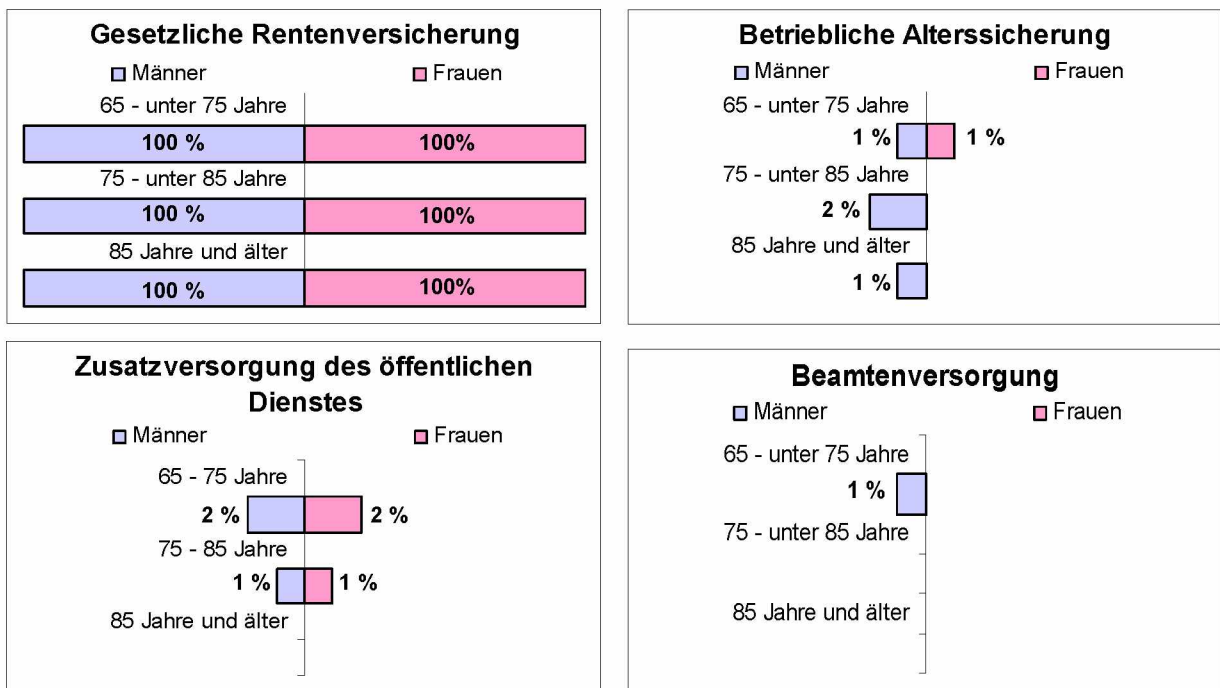 Gesetzliche Rentenversicherung
Männer Frauen
65 - unter 75 Jahre
100 % 100%
75 - unter 85 Jahre
100 % 100%
85 Jahre und älter
100 % 100%
Betriebliche Alterssicherung
Männer Frauen
65 - unter 75 Jahre
1 % 1 %
75 - unter 85 Jahre
2 %
85 Jahre und älter
1 %
Zusatzversorgung des öffentlichen
Dienstes
Männer Frauen
65 - 75 Jahre
2 % 2 %
75 - 85 Jahre
1 % 1 %
85 Jahre und älter
Beamtenversorgung
Männer Frauen
65 - unter 75 Jahre
1 %
75 - unter 85 Jahre
85 Jahre und älter